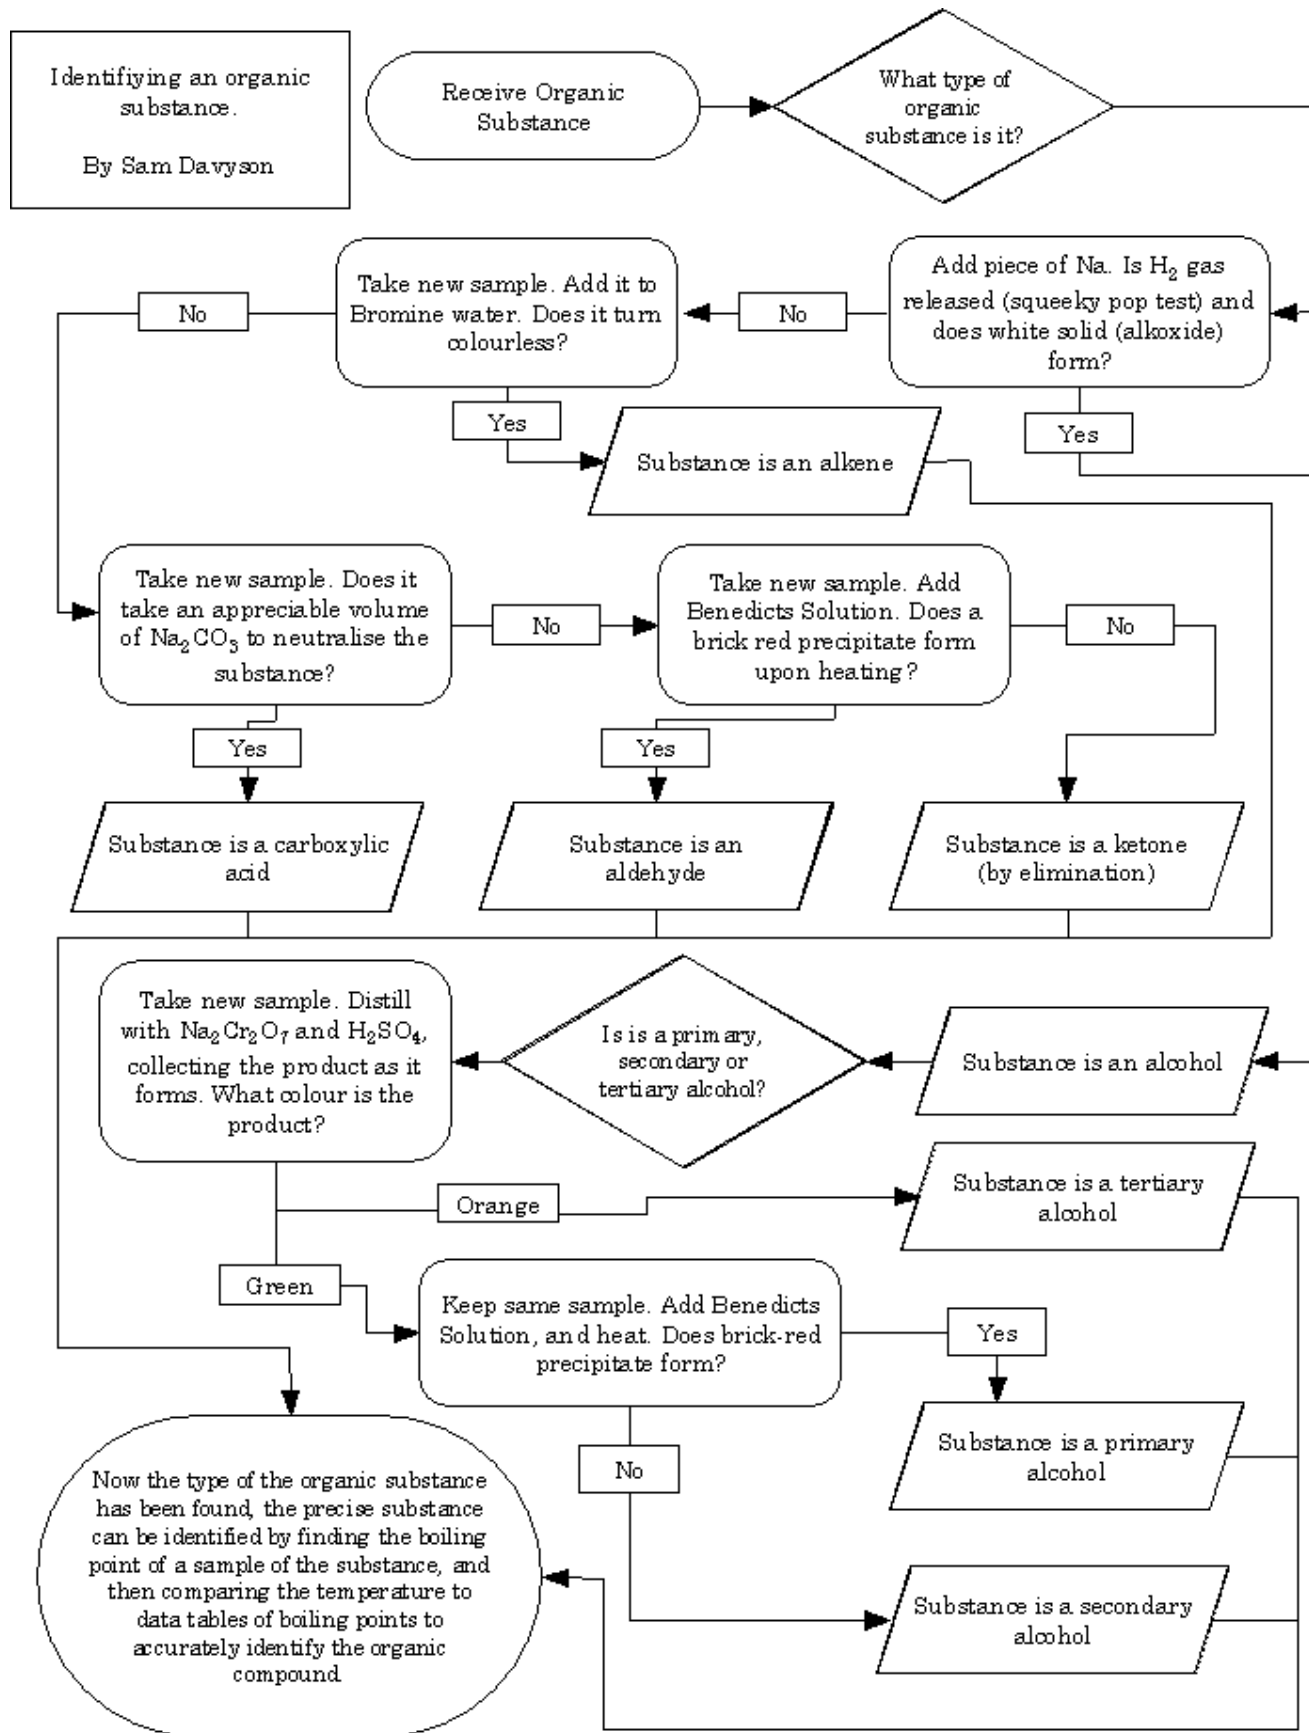 Identifiying an organic
substance.
By Sam Davyson
Receive Organic
Substance
What type of
organic
substance is it?
Add piece of Na. Is H₂ gas
released (squeeky pop test) and
does white solid (alkoxide)
form?
No
Take new sample. Add it to
Bromine water. Does it turn
colourless?
No
Yes
Yes
Substance is an alkene
Take new sample. Does it
take an appreciable volume
of Na₂CO₃ to neutralise the
substance?
No
Take new sample. Add
Benedicts Solution. Does a
brick red precipitate form
upon heating?
No
Yes
Yes
Substance is a carboxylic
acid
Substance is an
aldehyde
Substance is a ketone
(by elimination)
Take new sample. Distill
with Na₂Cr₂O₇ and H₂SO₄,
collecting the product as it
forms. What colour is the
product?
Is is a primary,
secondary or
tertiary alcohol?
Substance is an alcohol
Orange
Substance is a tertiary
alcohol
Green
Keep same sample. Add Benedicts
Solution, and heat. Does brick-red
precipitate form?
Yes
Substance is a primary
alcohol
No
Substance is a secondary
alcohol
Now the type of the organic substance
has been found, the precise substance
can be identified by finding the boiling
point of a sample of the substance, and
then comparing the temperature to
data tables of boiling points to
accurately identify the organic
compound.